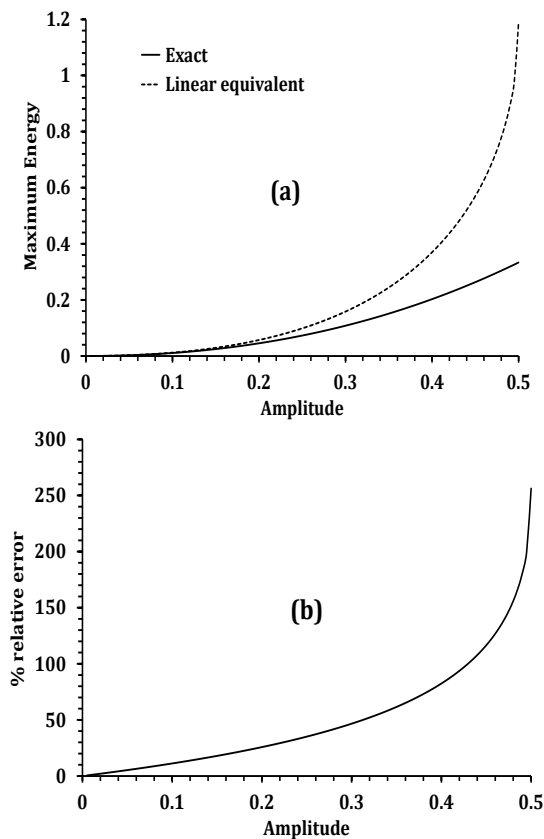 1.2
Exact
1
Linear equivalent
0.8
Maximum Energy
0.6
(a)
0.4
0.2
0
0 0.1 0.2 0.3 0.4 0.5
Amplitude
300
250
200
% relative error
150
(b)
100
50
0
0 0.1 0.2 0.3 0.4 0.5
Amplitude